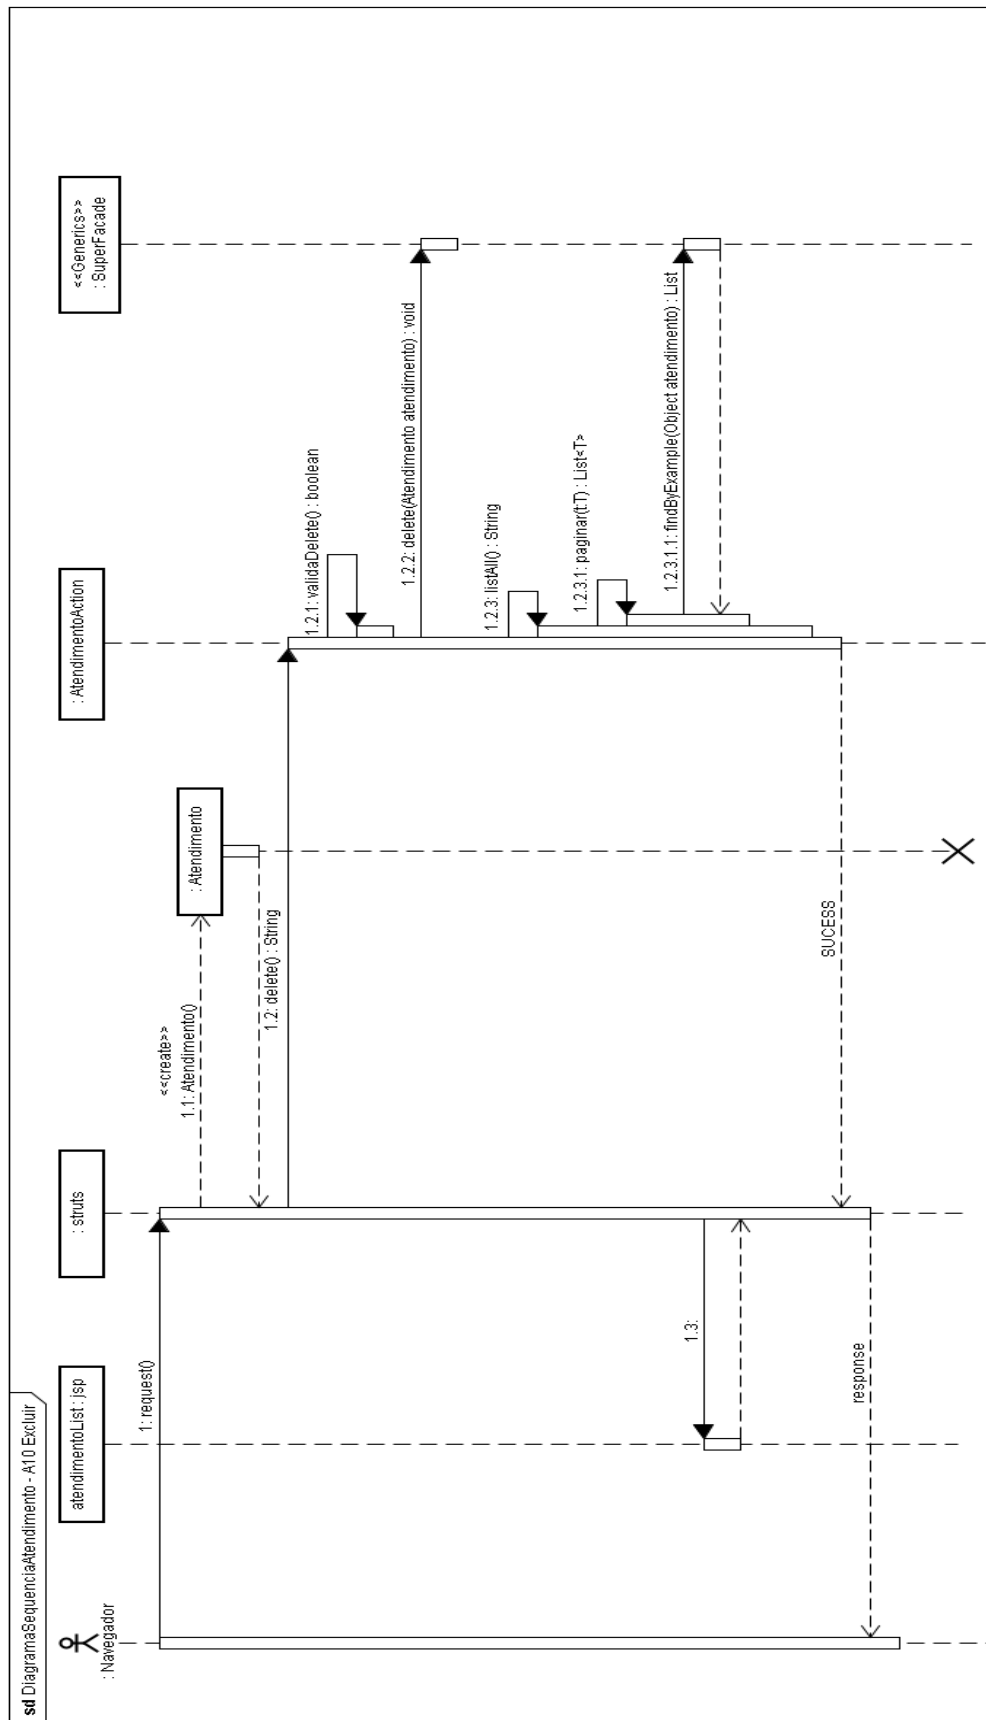 sd DiagramaSequenciaAtendimento - A10 Excluir
: Navegador
atendimentoList : jsp
: struts
: Atendimento
: AtendimentoAction
<<Generics>>
: SuperFacade
1: request()
<<create>>
1.1: Atendimento()
1.2: delete() : String
1.2.1: validaDelete() : boolean
1.2.2: delete(Atendimento atendimento) : void
1.2.3: listAll() : String
1.2.3.1: paginar(t:T) : List<T>
1.2.3.1.1: findByExample(Object atendimento) : List
1.3:
SUCESS
response